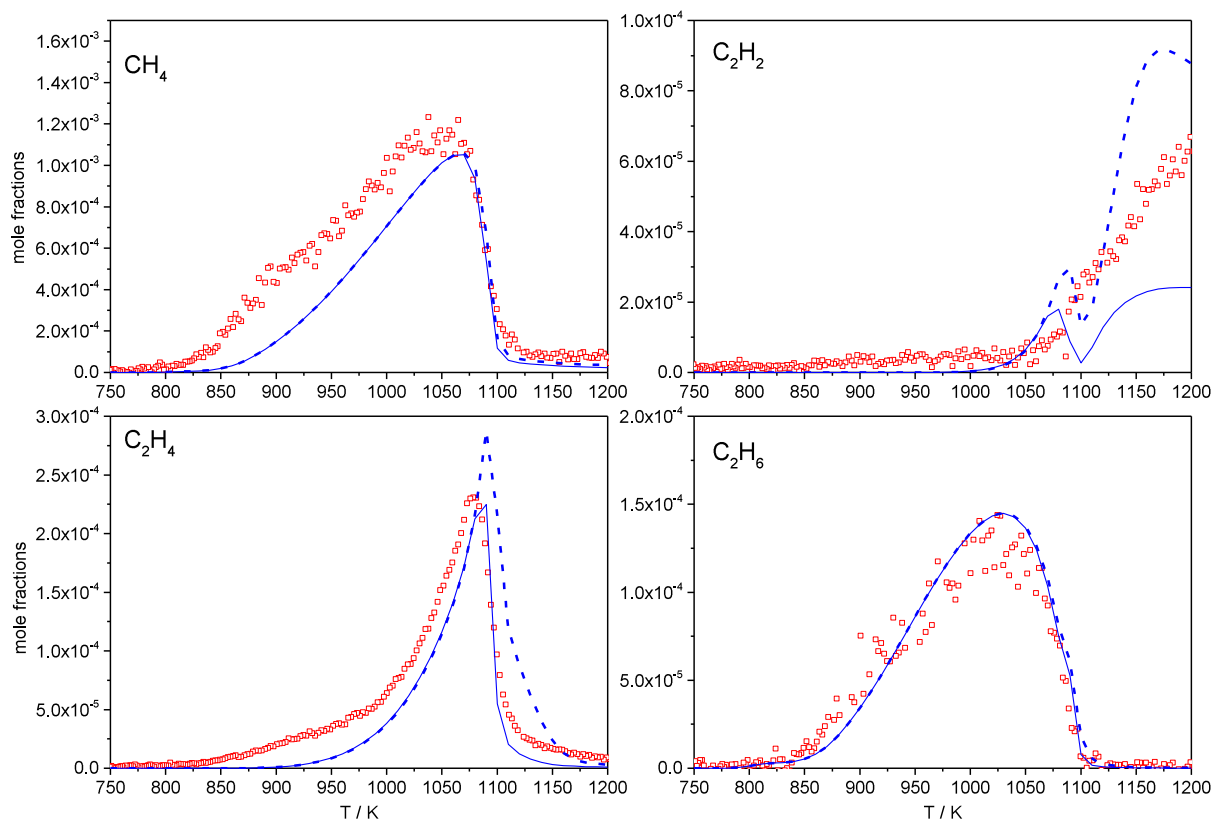 CH4
1.6x10-3
1.4x10-3
1.2x10-3
1.0x10-3
8.0x10-4
6.0x10-4
4.0x10-4
2.0x10-4
0.0
750 800 850 900 950 1000 1050 1100 1150 1200
mole fractions
C2H2
1.0x10-4
8.0x10-5
6.0x10-5
4.0x10-5
2.0x10-5
0.0
750 800 850 900 950 1000 1050 1100 1150 1200
C2H4
3.0x10-4
2.5x10-4
2.0x10-4
1.5x10-4
1.0x10-4
5.0x10-5
0.0
750 800 850 900 950 1000 1050 1100 1150 1200
mole fractions
T / K
C2H6
2.0x10-4
1.5x10-4
1.0x10-4
5.0x10-5
0.0
750 800 850 900 950 1000 1050 1100 1150 1200
T / K